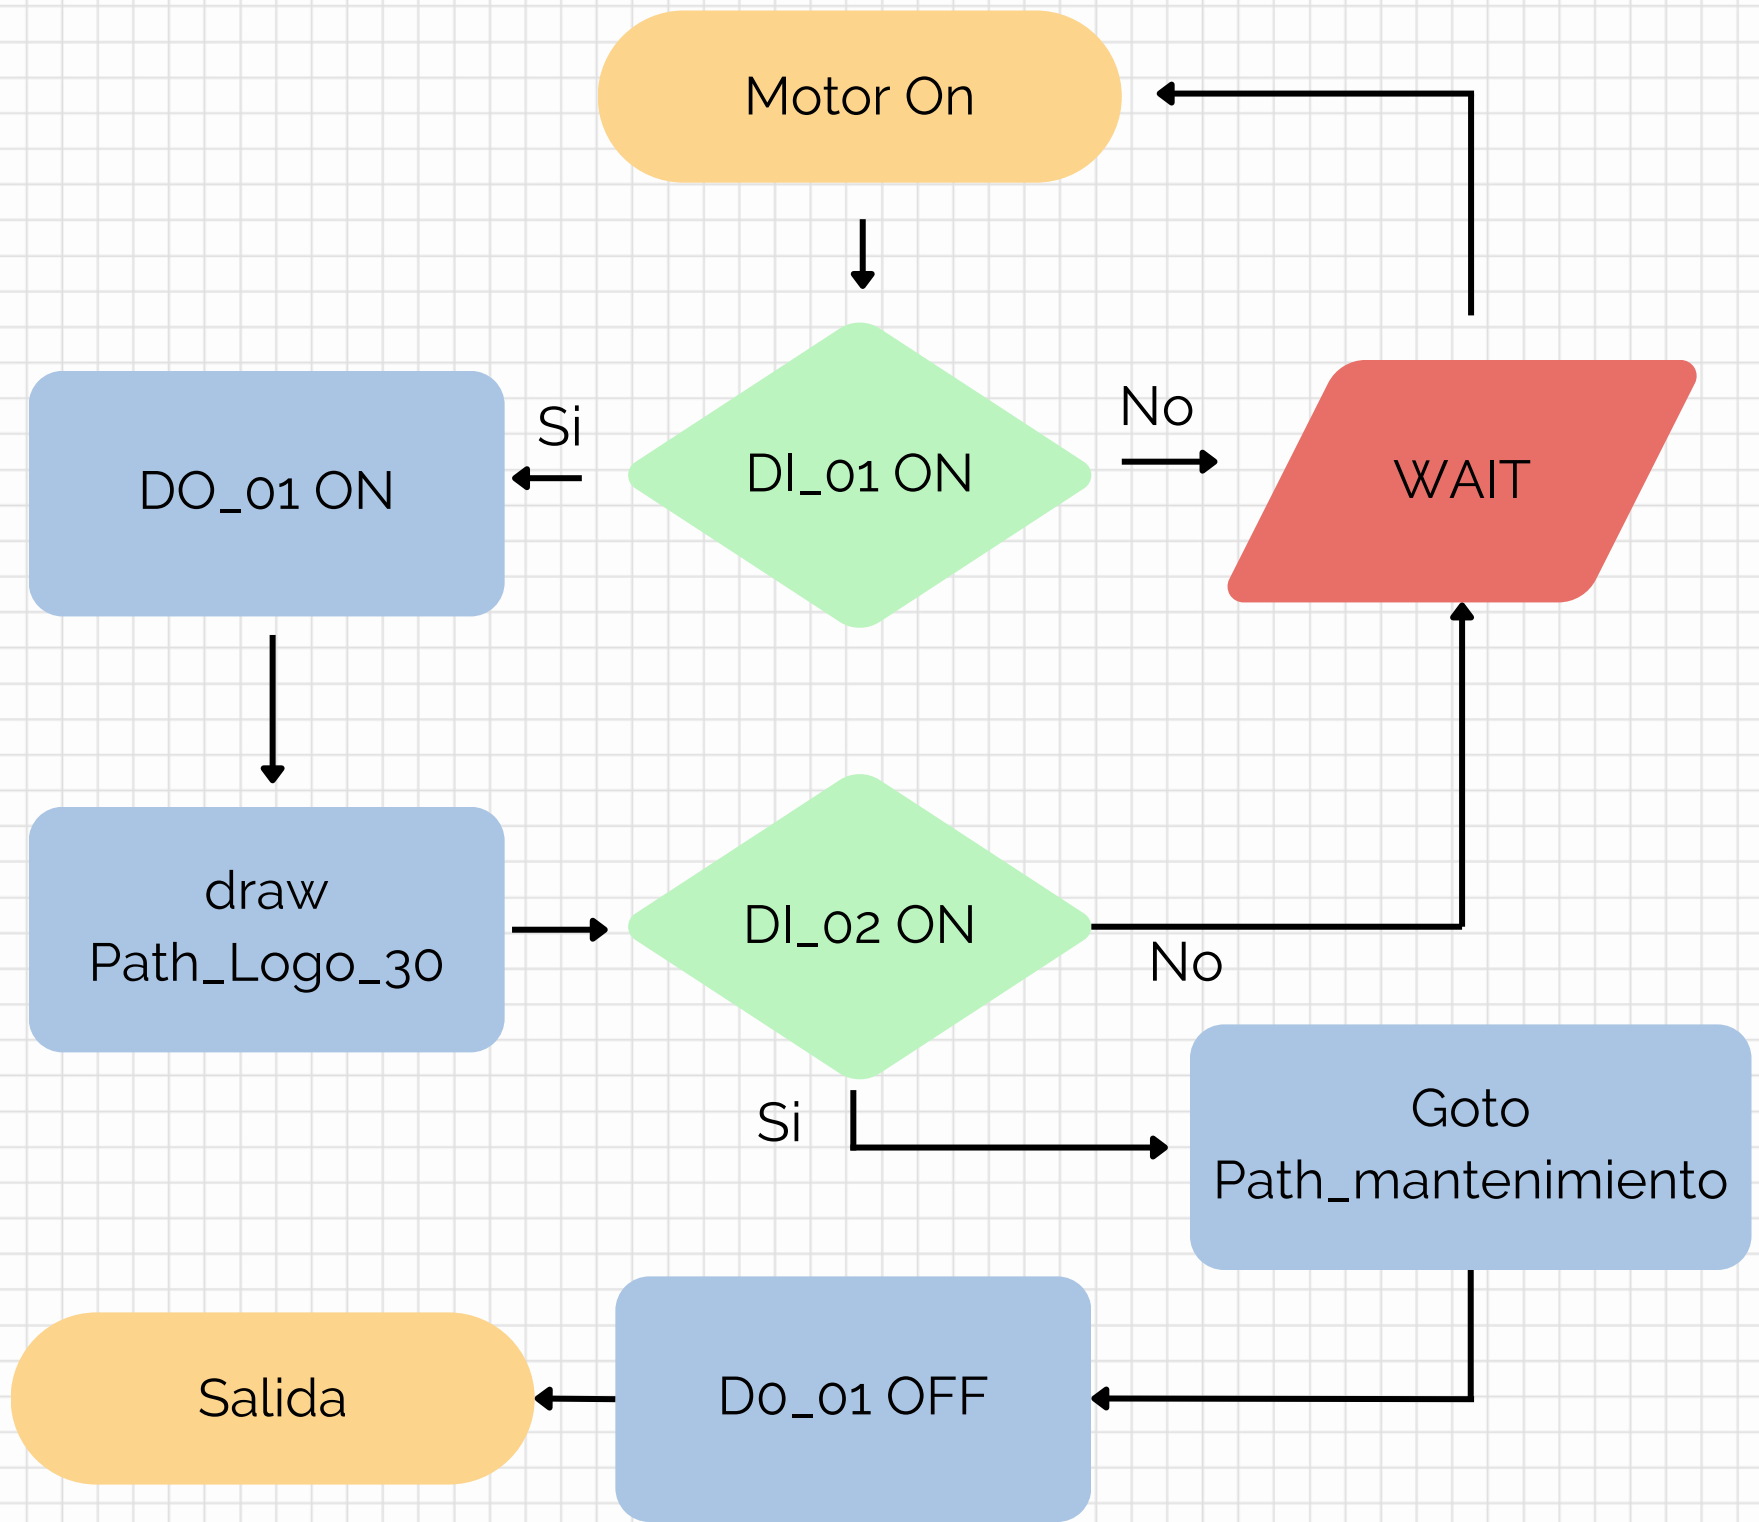 Motor On
Si
DI_01 ON
No
DO_01 ON
WAIT
draw
Path_Logo_30
DI_02 ON
No
Si
Goto
Path_mantenimiento
Salida
D0_01 OFF